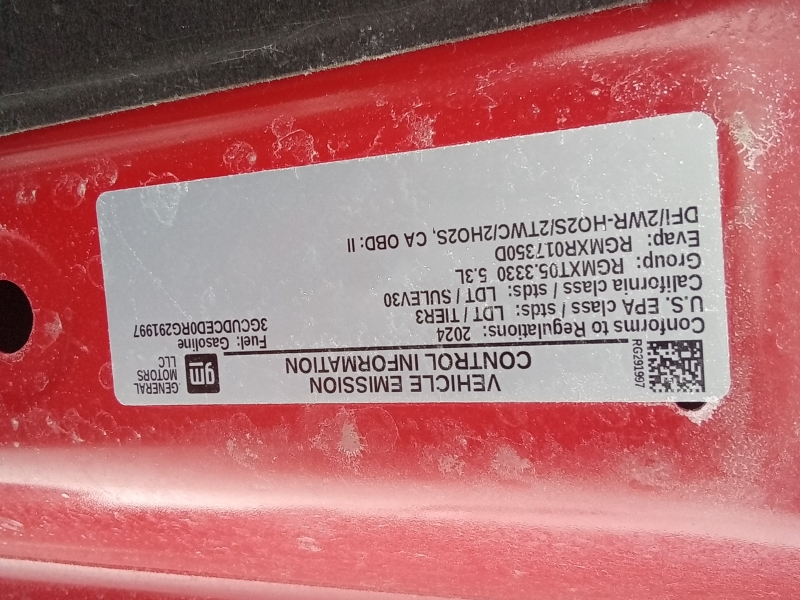 RG291997
VEHICLE EMISSION
CONTROL INFORMATION
gm
GENERAL
MOTORS
LLC
Conforms to Regulations: 2024
U.S. EPA class / stds: LDT / TIER3
California class / stds: LDT / SULEV30
Group: RGMXT05.3330 5.3L
Evap: RGMXR017350D
DFI/2WR-HO2S/2TWC/2HO2S, CA OBD: II
Fuel: Gasoline
3GCUDCED0RG291997